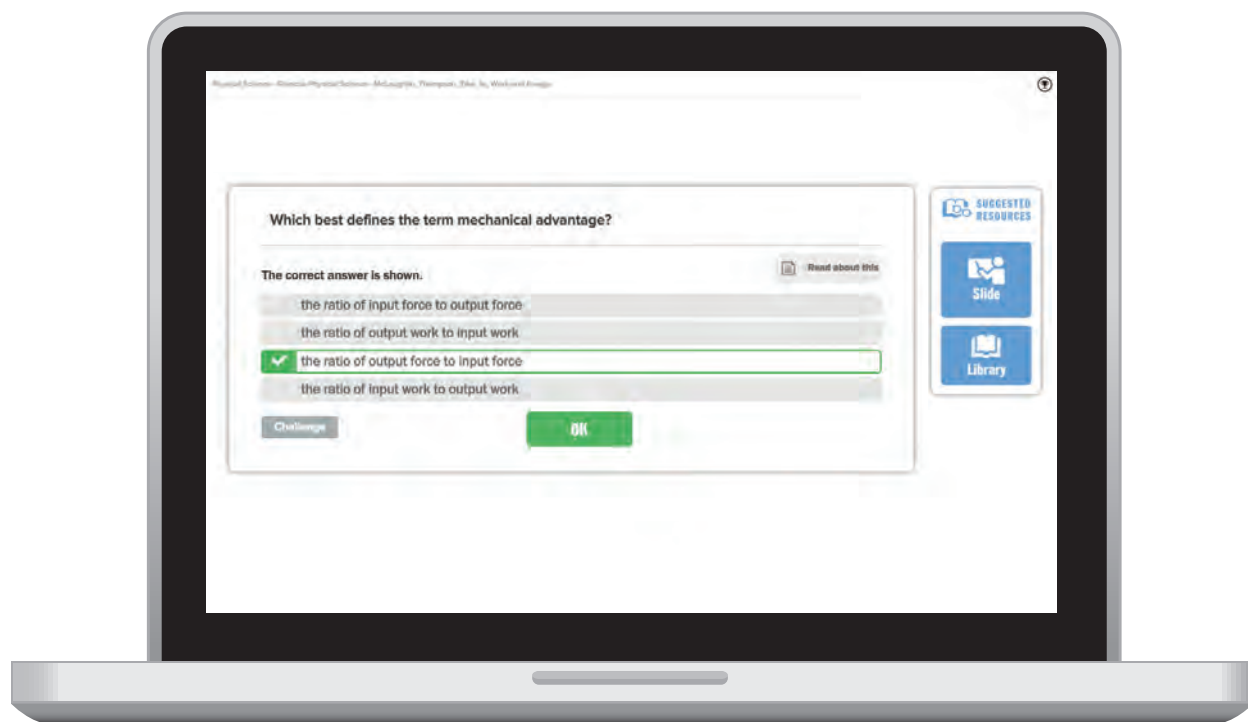 Which best defines the term mechanical advantage?
The correct answer is shown.
Read about this
the ratio of input force to output force
the ratio of output work to input work
the ratio of output force to input force
the ratio of input work to output work
Challenge
OK
SUGGESTED
RESOURCES
Slide
Library